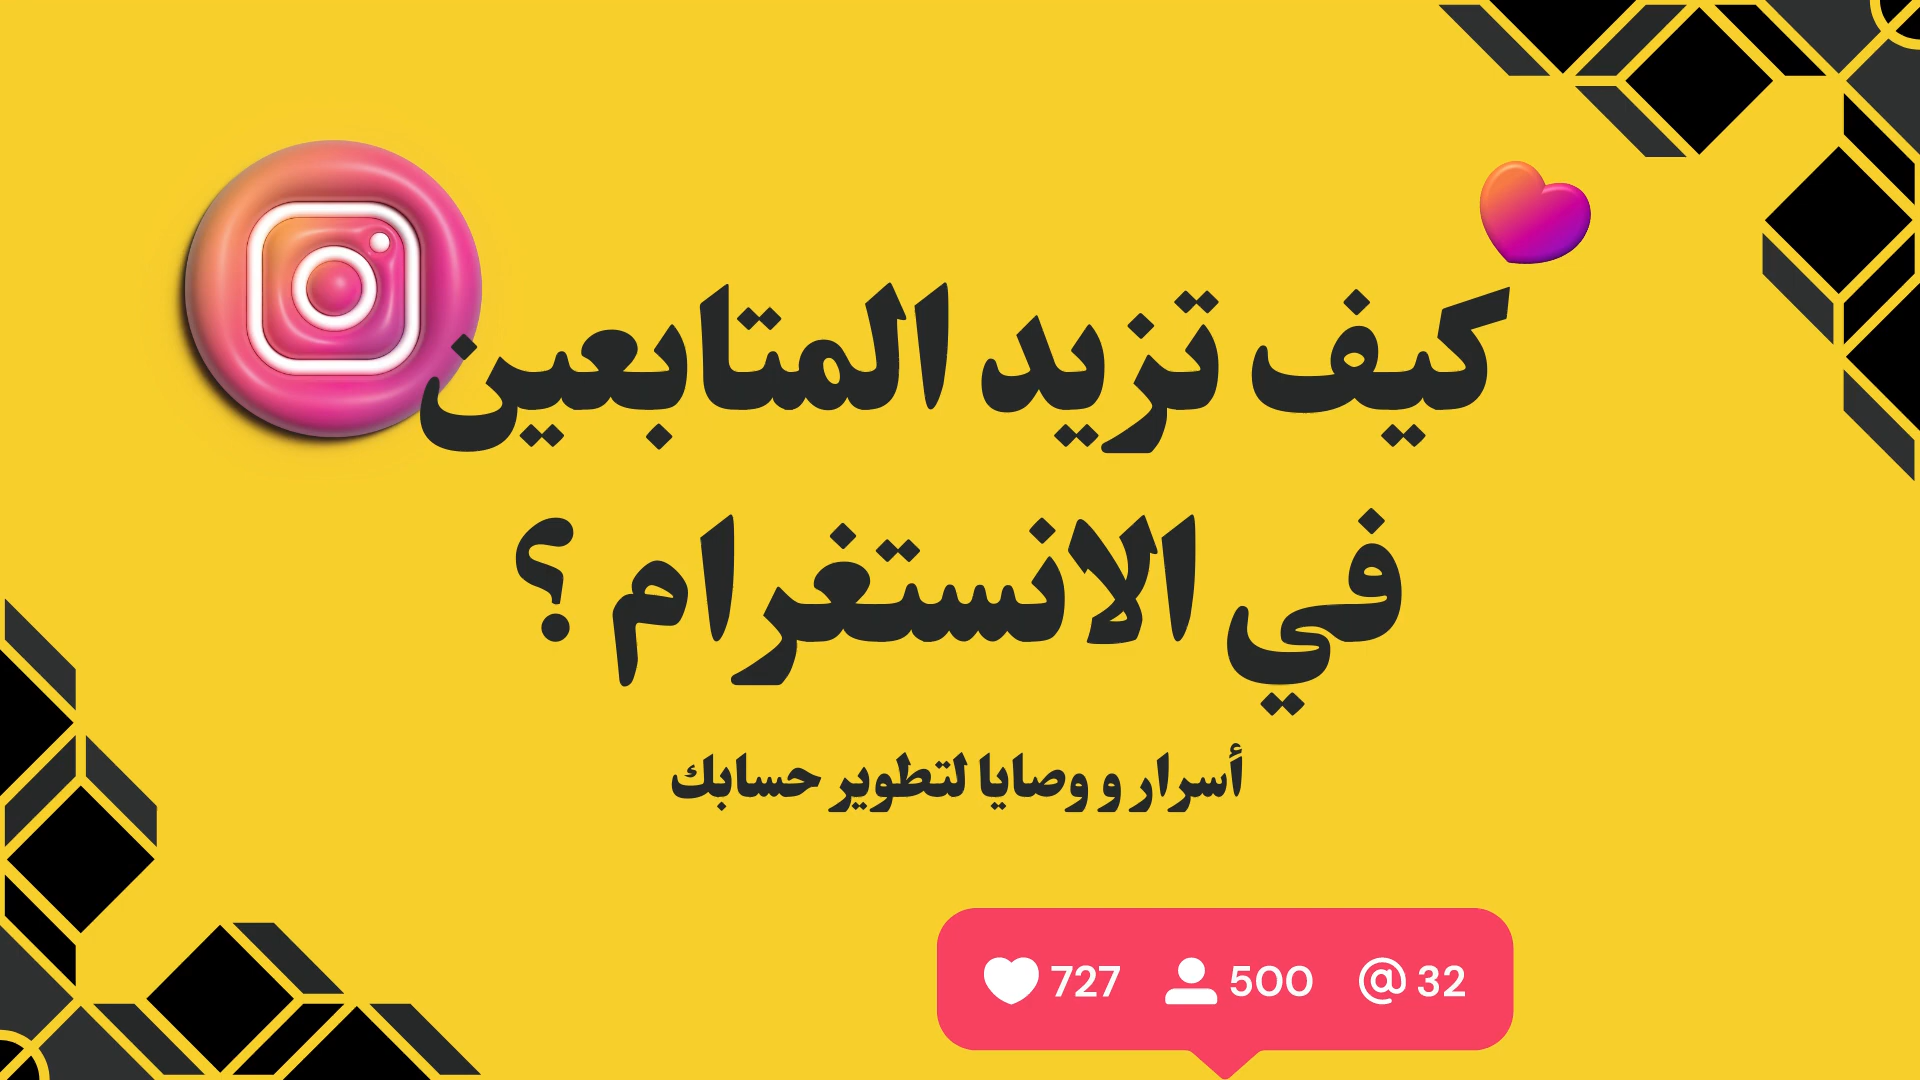 كيف تزيد المتابعين
في الانستغرام ؟
أسرار و وصايا لتطوير حسابك
727 500 @ 32